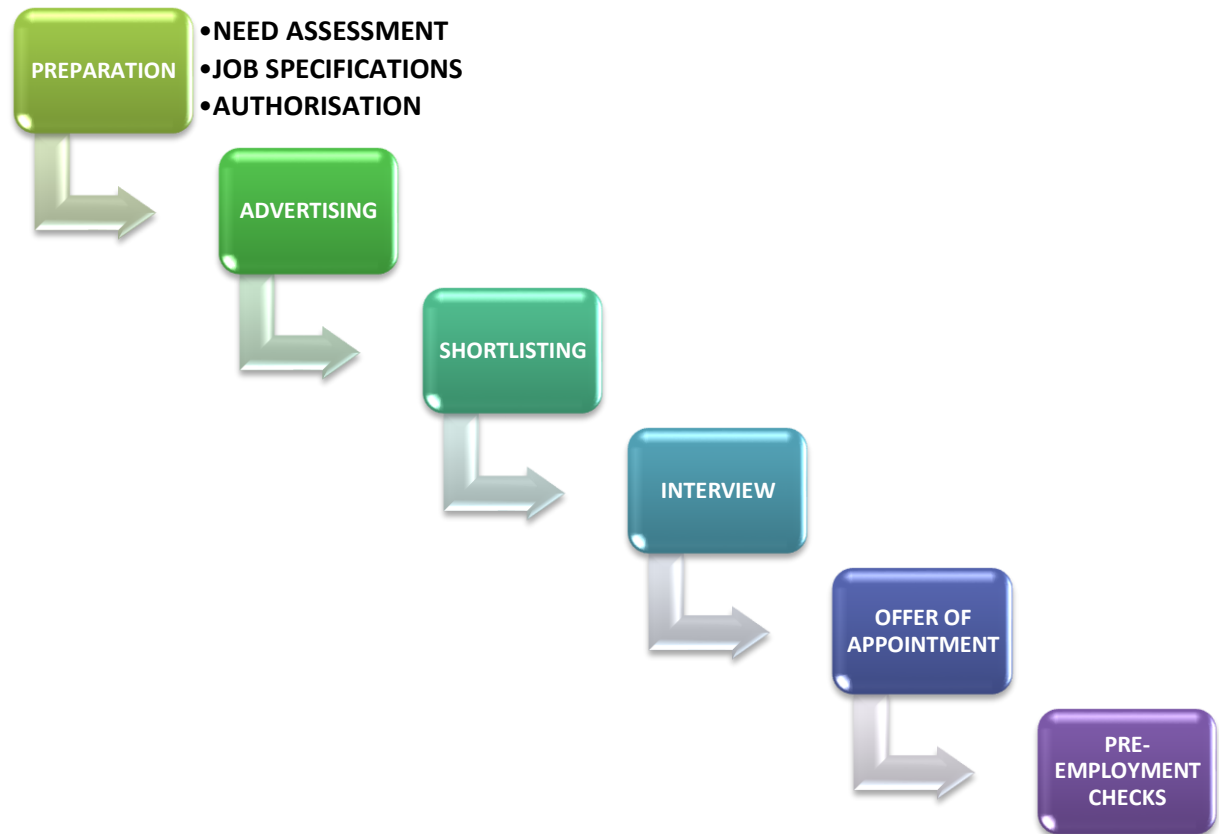 PREPARATION
•NEED ASSESSMENT
•JOB SPECIFICATIONS
•AUTHORISATION
ADVERTISING
SHORTLISTING
INTERVIEW
OFFER OF
APPOINTMENT
PRE-
EMPLOYMENT
CHECKS